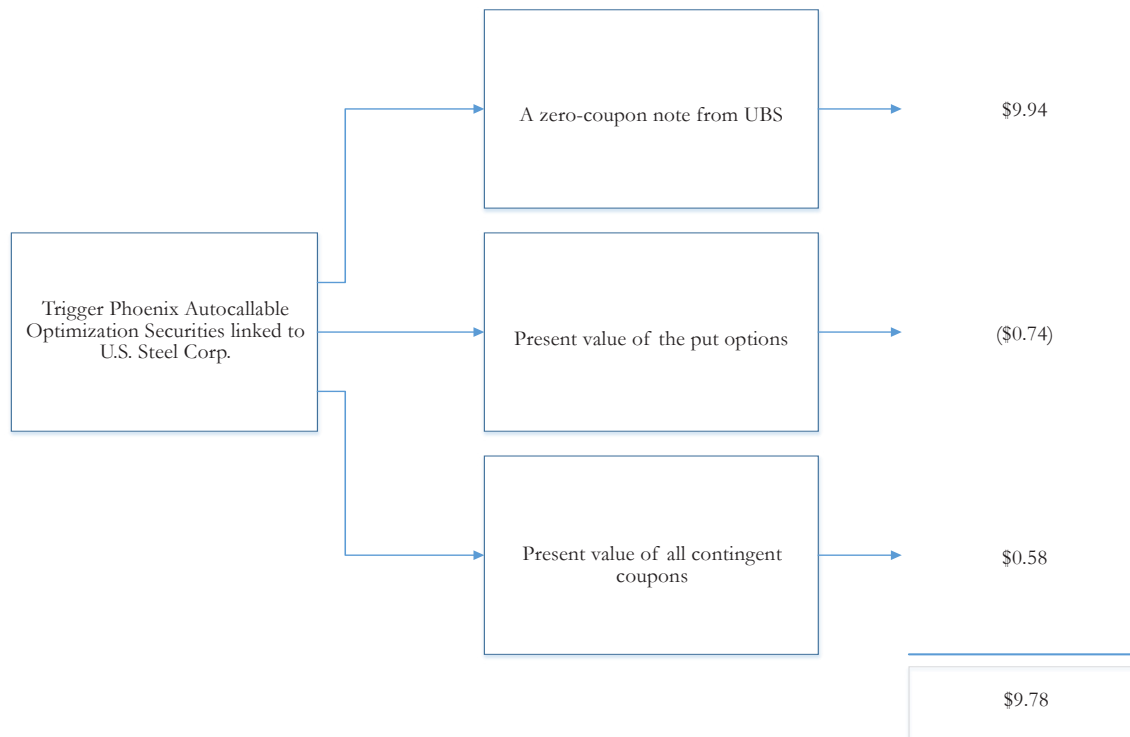 A zero-coupon note from UBS
$9.94
Trigger Phoenix Autocallable
Optimization Securities linked to
U.S. Steel Corp.
Present value of the put options
($0.74)
Present value of all contingent
coupons
$0.58
$9.78